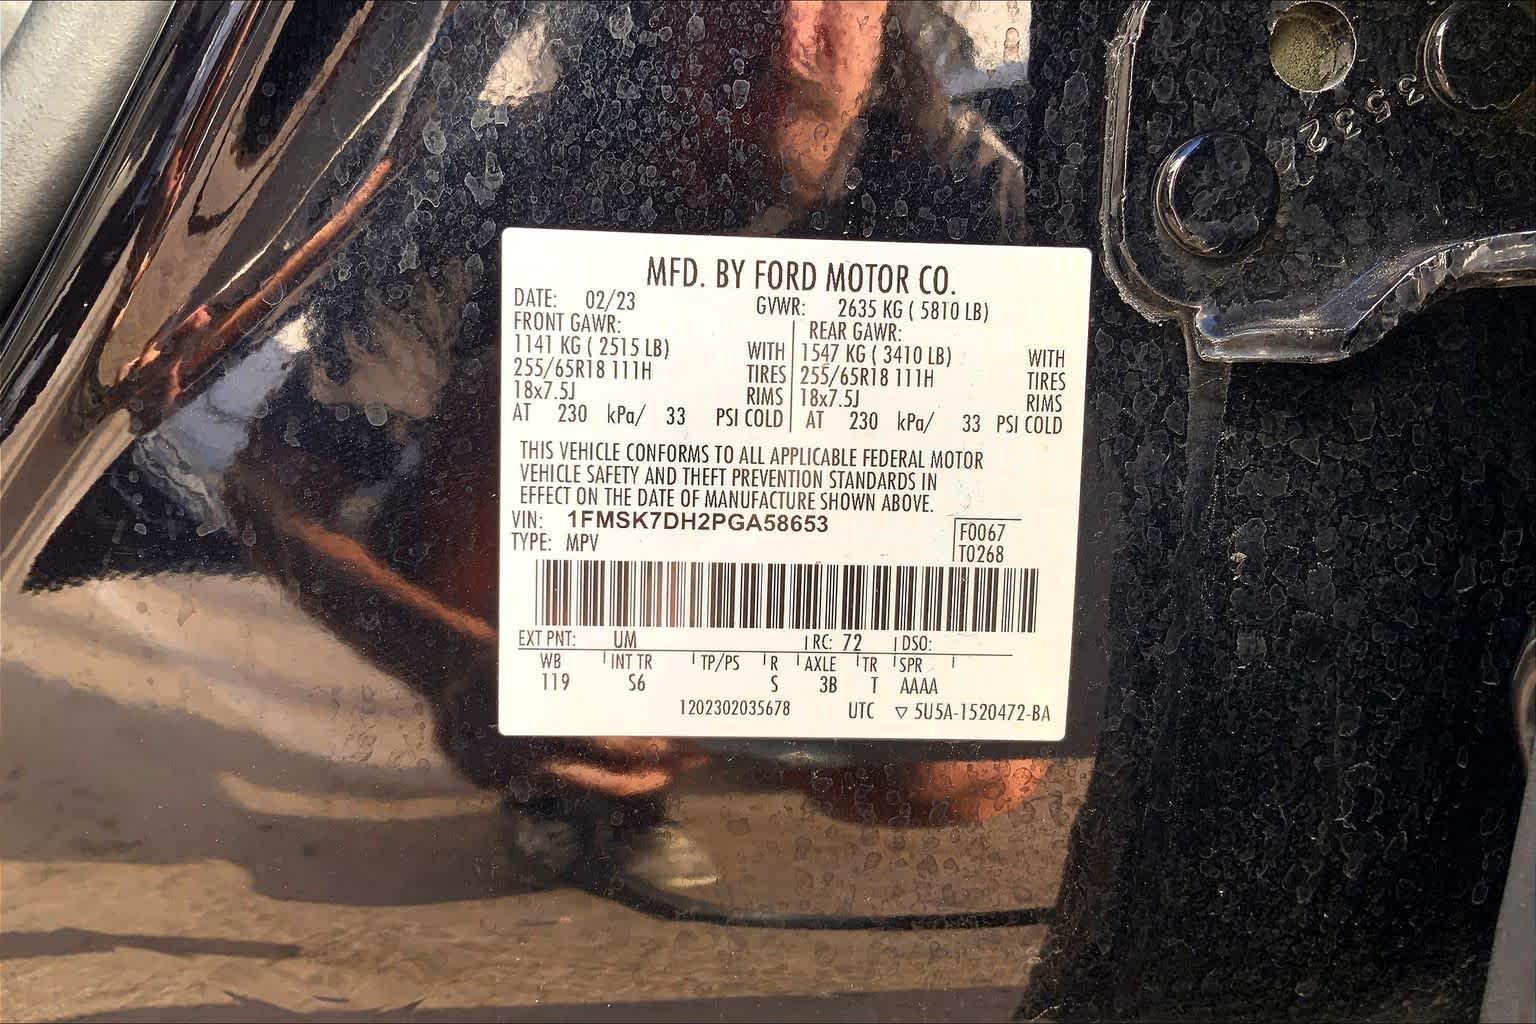 3532
MFD. BY FORD MOTOR CO.
DATE: 02/23 GVWR: 2635 KG ( 5810 LB)
FRONT GAWR: REAR GAWR:
1141 KG ( 2515 LB) WITH 1547 KG ( 3410 LB) WITH
255/65R18 111H TIRES 255/65R18 111H TIRES
18x7.5J RIMS 18x7.5J RIMS
AT 230 kPa/ 33 PSI COLD AT 230 kPa/ 33 PSI COLD
THIS VEHICLE CONFORMS TO ALL APPLICABLE FEDERAL MOTOR
VEHICLE SAFETY AND THEFT PREVENTION STANDARDS IN
EFFECT ON THE DATE OF MANUFACTURE SHOWN ABOVE.
VIN: 1FMSK7DH2PGA58653
TYPE: MPV
F0067
T0268
EXT PNT: UM RC: 72 DSO:
WB INT TR TP/PS R AXLE TR SPR
119 S6 S 3B T AAAA
1202302035678 UTC ▽ 5U5A-1520472-BA